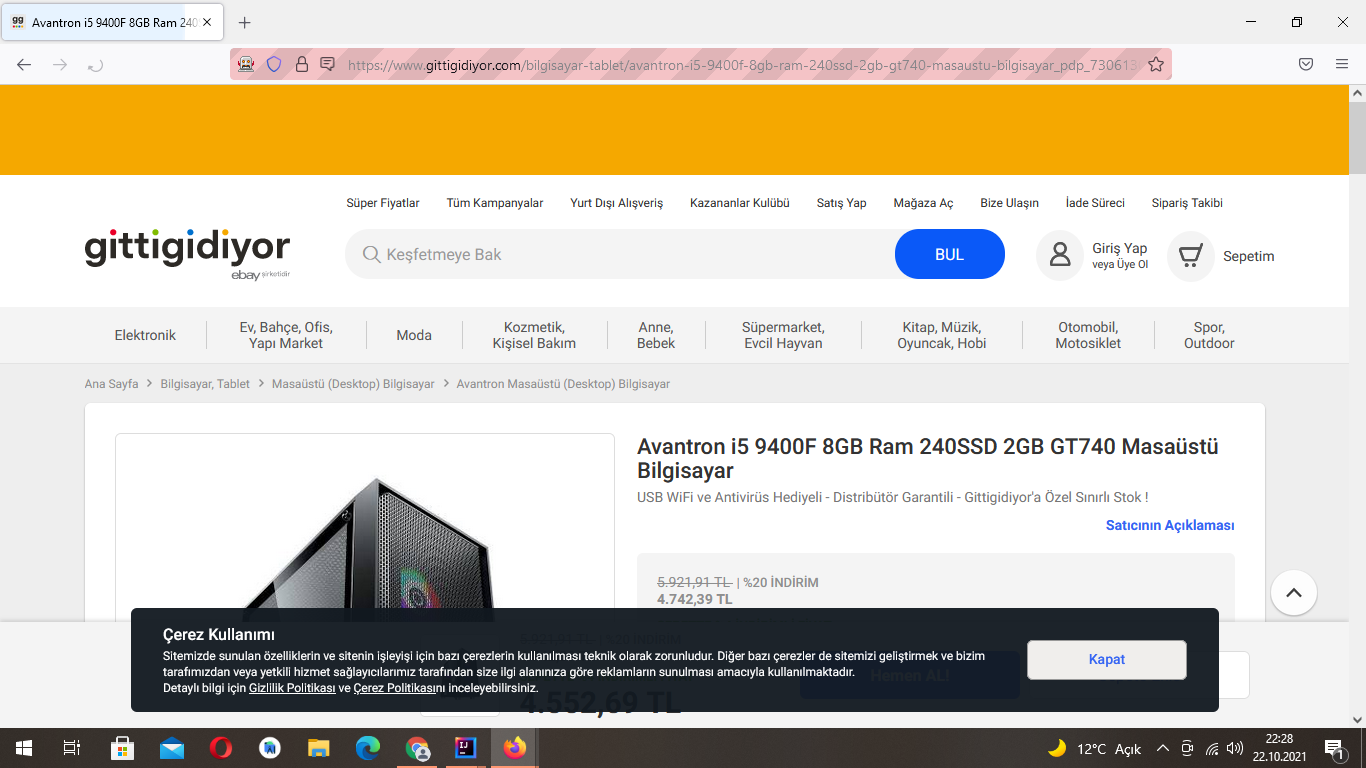 Avantron i5 9400F 8GB Ram 240
https://www.gittigidiyor.com/bilgisayar-tablet/avantron-i5-9400f-8gb-ram-240ssd-2gb-gt740-masaustu-bilgisayar_pdp_730613
Süper Fiyatlar Tüm Kampanyalar Yurt Dışı Alışveriş Kazananlar Kulübü Satış Yap Mağaza Aç Bize Ulaşın İade Süreci Sipariş Takibi
gittigidiyor
ebay şirketidir
Keşfetmeye Bak
BUL
Giriş Yap
veya Üye Ol
Sepetim
Elektronik
Ev, Bahçe, Ofis,
Yapı Market
Moda
Kozmetik,
Kişisel Bakım
Anne,
Bebek
Süpermarket,
Evcil Hayvan
Kitap, Müzik,
Oyuncak, Hobi
Otomobil,
Motosiklet
Spor,
Outdoor
Ana Sayfa > Bilgisayar, Tablet > Masaüstü (Desktop) Bilgisayar > Avantron Masaüstü (Desktop) Bilgisayar
Avantron i5 9400F 8GB Ram 240SSD 2GB GT740 Masaüstü
Bilgisayar
USB WiFi ve Antivirüs Hediyeli - Distribütör Garantili - Gittigidiyor'a Özel Sınırlı Stok !
Satıcının Açıklaması
5.921,91 TL | %20 İNDİRİM
4.742,39 TL
Çerez Kullanımı
Sitemizde sunulan özelliklerin ve sitenin işleyişi için bazı çerezlerin kullanılması teknik olarak zorunludur. Diğer bazı çerezler de sitemizi geliştirmek ve bizim
tarafımızdan veya yetkili hizmet sağlayıcılarımız tarafından size ilgi alanınıza göre reklamların sunulması amacıyla kullanılmaktadır.
Detaylı bilgi için Gizlilik Politikası ve Çerez Politikasını inceleyebilirsiniz.
Kapat
Hemen AL!
4.552,69 TL
12°C Açık
22:28
22.10.2021
1